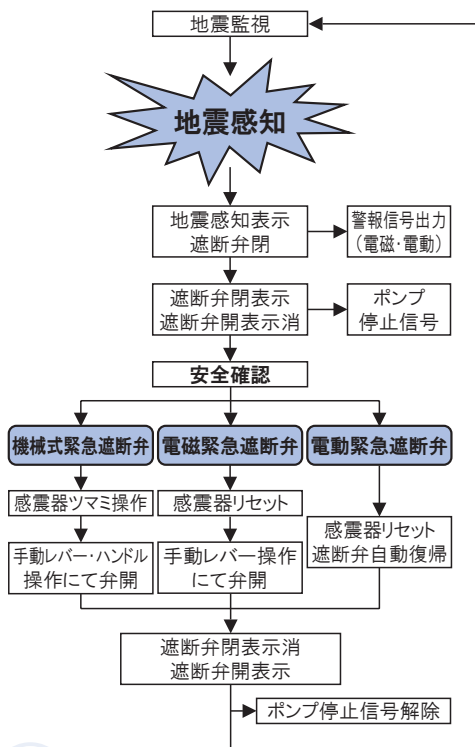 地震監視
地震感知
地震感知表示
遮断弁閉
警報信号出力
（電磁・電動）
遮断弁閉表示
遮断弁開表示消
ポンプ
停止信号
安全確認
機械式緊急遮断弁
電磁緊急遮断弁
電動緊急遮断弁
感震器ツマミ操作
感震器リセット
感震器リセット
遮断弁自動復帰
手動レバー・ハンドル
操作にて弁開
手動レバー操作
にて弁開
遮断弁閉表示消
遮断弁開表示
ポンプ停止信号解除